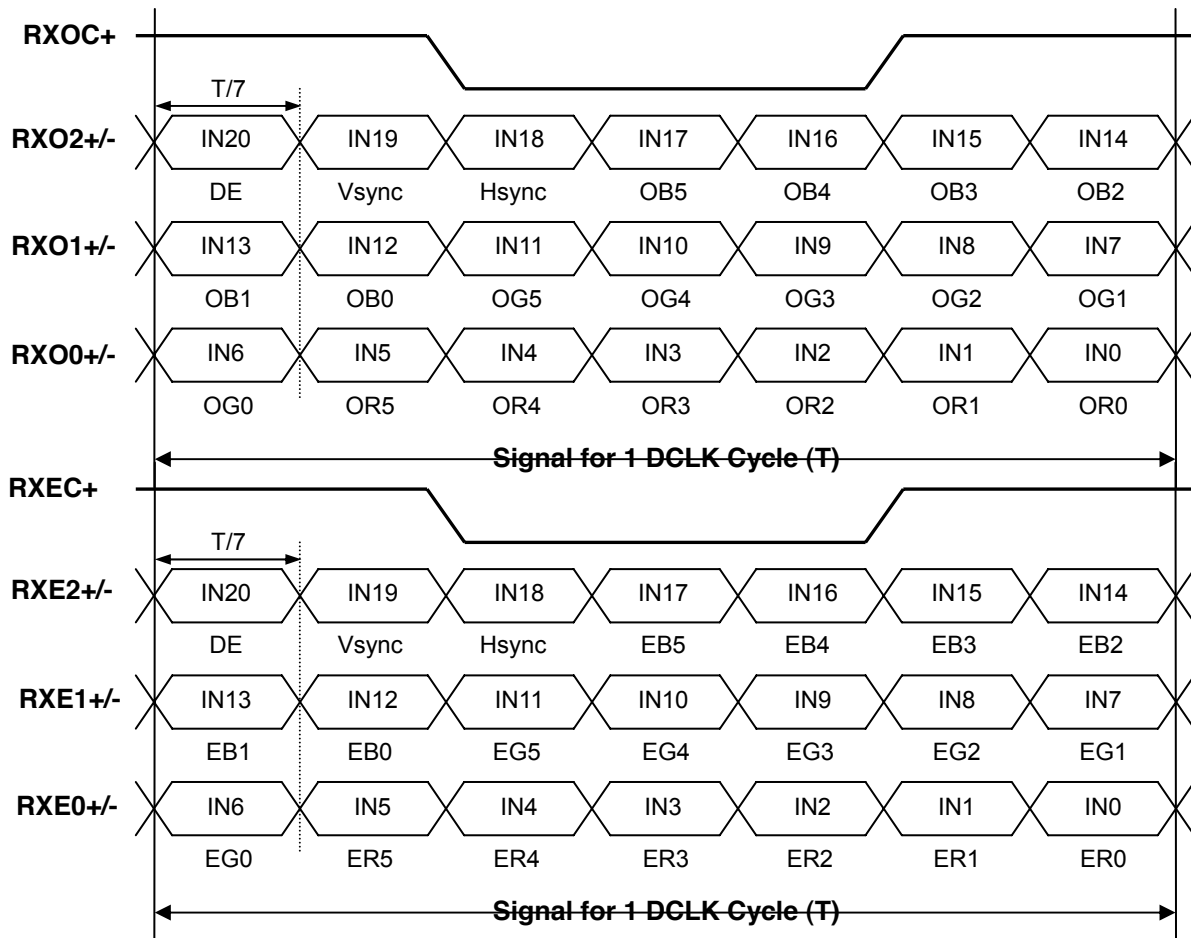 RXOC+
T/7
RXO2+/- IN20 IN19 IN18 IN17 IN16 IN15 IN14
DE Vsync Hsync OB5 OB4 OB3 OB2
RXO1+/- IN13 IN12 IN11 IN10 IN9 IN8 IN7
OB1 OB0 OG5 OG4 OG3 OG2 OG1
RXO0+/- IN6 IN5 IN4 IN3 IN2 IN1 IN0
OG0 OR5 OR4 OR3 OR2 OR1 OR0
Signal for 1 DCLK Cycle (T)
RXEC+
T/7
RXE2+/- IN20 IN19 IN18 IN17 IN16 IN15 IN14
DE Vsync Hsync EB5 EB4 EB3 EB2
RXE1+/- IN13 IN12 IN11 IN10 IN9 IN8 IN7
EB1 EB0 EG5 EG4 EG3 EG2 EG1
RXE0+/- IN6 IN5 IN4 IN3 IN2 IN1 IN0
EG0 ER5 ER4 ER3 ER2 ER1 ER0
Signal for 1 DCLK Cycle (T)